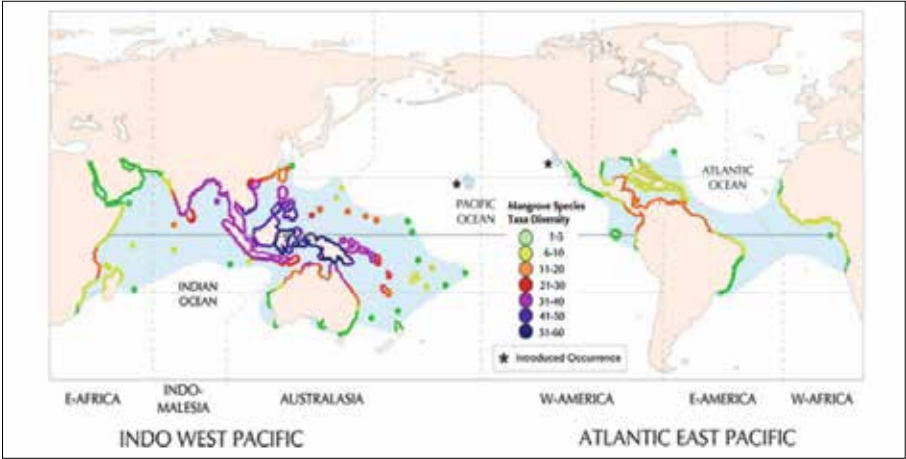 ATLANTIC
OCEAN
PACIFIC
OCEAN
INDIAN
OCEAN
Mangrove Species
Taxa Diversity
1-5
6-10
11-20
21-30
31-40
41-50
51-60
★ Introduced Occurrence
E-AFRICA
INDO-
MALESIA
AUSTRALASIA
W-AMERICA
E-AMERICA
W-AFRICA
INDO WEST PACIFIC
ATLANTIC EAST PACIFIC